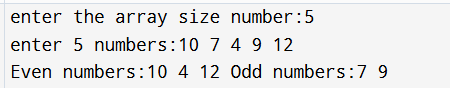 enter the array size number:5
enter 5 numbers:10 7 4 9 12
Even numbers:10 4 12 Odd numbers:7 9